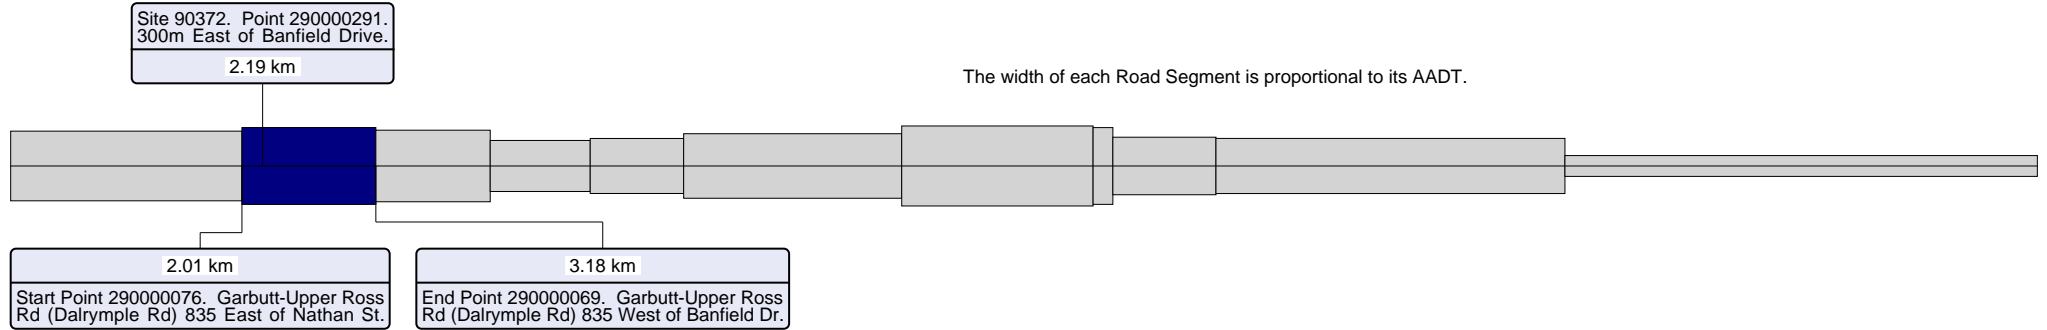 Site 90372. Point 290000291.
300m East of Banfield Drive.
2.19 km
The width of each Road Segment is proportional to its AADT.
2.01 km
Start Point 290000076. Garbutt-Upper Ross
Rd (Dalrymple Rd) 835 East of Nathan St.
3.18 km
End Point 290000069. Garbutt-Upper Ross
Rd (Dalrymple Rd) 835 West of Banfield Dr.